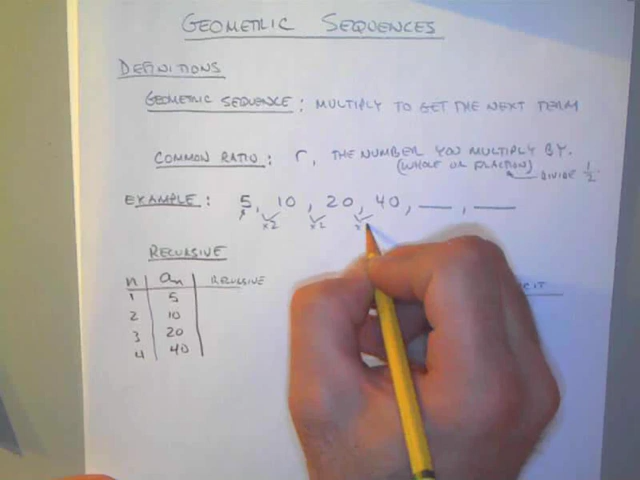 GEOMETRIC SEQUENCES
DEFINITIONS
GEOMETRIC SEQUENCE: MULTIPLY TO GET THE NEXT TERM
COMMON RATIO: r, THE NUMBER YOU MULTIPLY BY.
(WHOLE OR FRACTION) DIVIDE 1/2
EXAMPLE: 5, 10, 20, 40, ___, ___
x2 x2 x
RECURSIVE
n an RECURSIVE
1 5
2 10
3 20
4 40